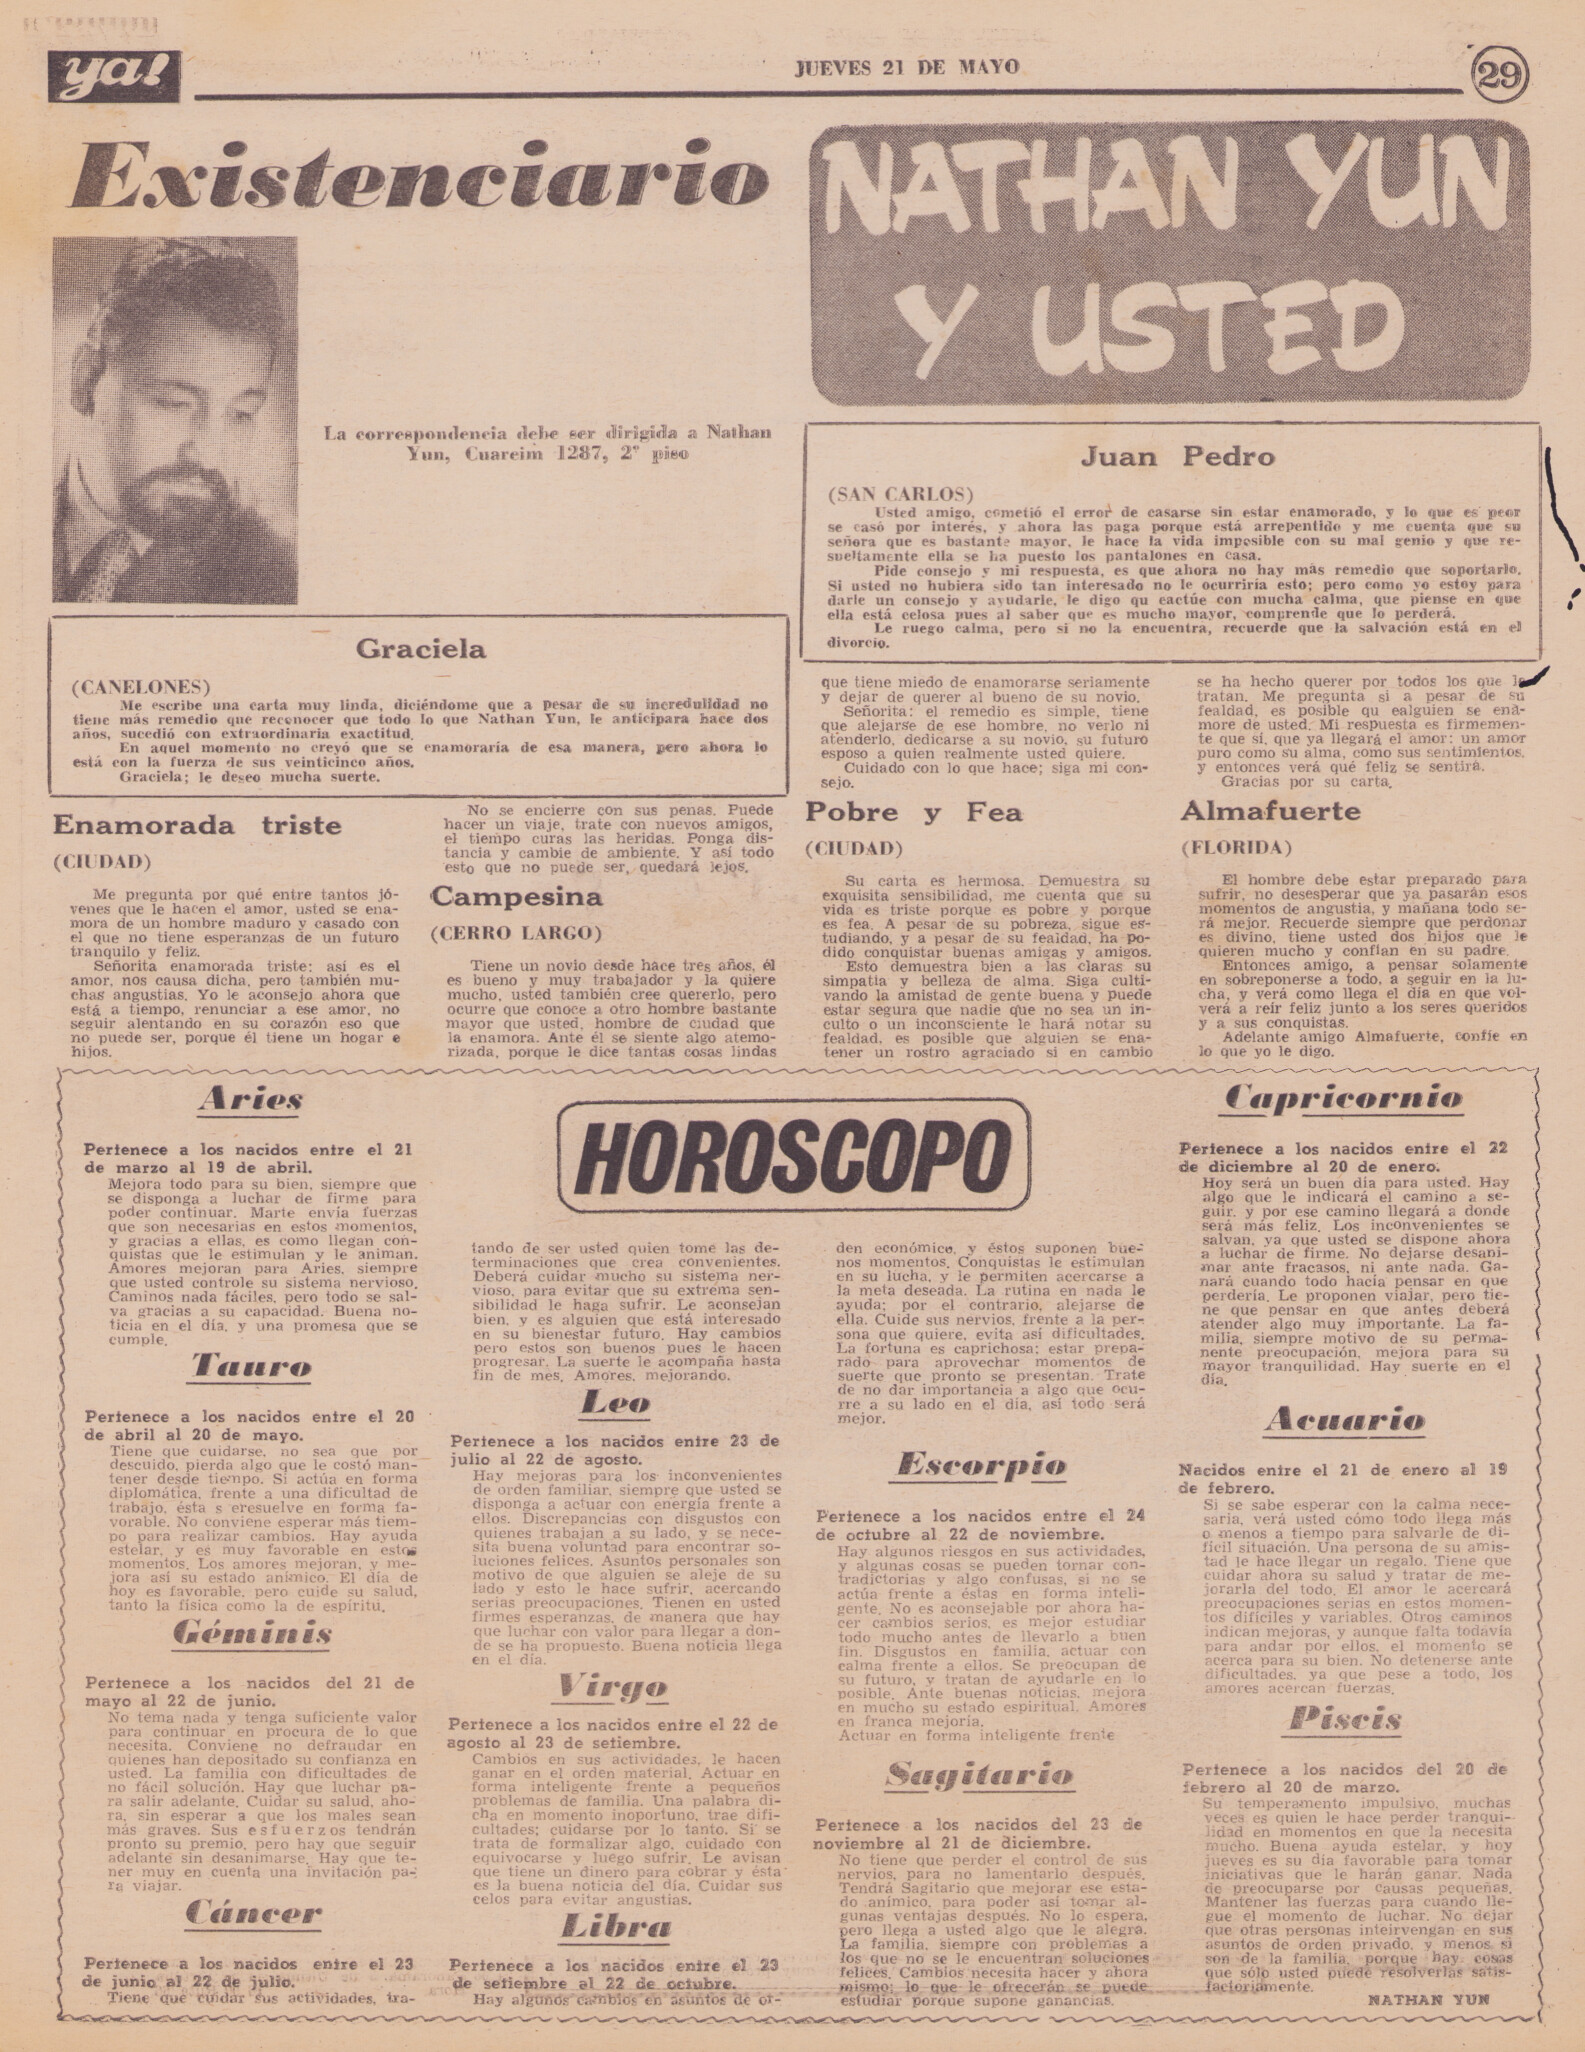 ya!
JUEVES 21 DE MAYO
29
Existenciario
NATHAN YUN
Y USTED
La correspondencia debe ser dirigida a Nathan
Yun, Cuareim 1287, 2º piso
Graciela
(CANELONES)
Me escribe una carta muy linda, diciéndome que a pesar de su incredulidad no
tiene más remedio que reconocer que todo lo que Nathan Yun, le anticipara hace dos
años, sucedió con extraordinaria exactitud.
En aquel momento no creyó que se enamoraría de esa manera, pero ahora lo
está con la fuerza de sus veinticinco años.
Graciela; le deseo mucha suerte.
Juan Pedro
(SAN CARLOS)
Usted amigo, cometió el error de casarse sin estar enamorado, y lo que es peor
se casó por interés, y ahora las paga porque está arrepentido y me cuenta que su
señora que es bastante mayor, le hace la vida imposible con su mal genio y que re-
sueltamente ella se ha puesto los pantalones en casa.
Pide consejo y mi respuesta, es que ahora no hay más remedio que soportarlo.
Si usted no hubiera sido tan interesado no le ocurriría esto; pero como yo estoy para
darle un consejo y ayudarle, le digo qu eactúe con mucha calma, que piense en que
ella está celosa pues al saber que es mucho mayor, comprende que lo perderá.
Le ruego calma, pero si no la encuentra, recuerde que la salvación está en el
divorcio.
Enamorada triste
(CIUDAD)
Me pregunta por qué entre tantos jó-
venes que le hacen el amor, usted se ena-
mora de un hombre maduro y casado con
el que no tiene esperanzas de un futuro
tranquilo y feliz.
Señorita enamorada triste: así es el
amor, nos causa dicha, pero también mu-
chas angustias. Yo le aconsejo ahora que
está a tiempo, renunciar a ese amor, no
seguir alentando en su corazón eso que
no puede ser, porque él tiene un hogar e
hijos.
No se encierre con sus penas. Puede
hacer un viaje, trate con nuevos amigos,
el tiempo curas las heridas. Ponga dis-
tancia y cambie de ambiente. Y así todo
esto que no puede ser, quedará lejos.
Campesina
(CERRO LARGO)
Tiene un novio desde hace tres años, él
es bueno y muy trabajador y la quiere
mucho, usted también cree quererlo, pero
ocurre que conoce a otro hombre bastante
mayor que usted, hombre de ciudad que
la enamora. Ante él se siente algo atemo-
rizada, porque le dice tantas cosas lindas
que tiene miedo de enamorarse seriamente
y dejar de querer al bueno de su novio.
Señorita: el remedio es simple, tiene
que alejarse de ese hombre, no verlo ni
atenderlo, dedicarse a su novio, su futuro
esposo a quien realmente usted quiere.
Cuidado con lo que hace; siga mi con-
sejo.
Pobre y Fea
(CIUDAD)
Su carta es hermosa. Demuestra su
exquisita sensibilidad, me cuenta que su
vida es triste porque es pobre y porque
es fea. A pesar de su pobreza, sigue es-
tudiando, y a pesar de su fealdad, ha po-
dido conquistar buenas amigas y amigos.
Esto demuestra bien a las claras su
simpatía y belleza de alma. Siga culti-
vando la amistad de gente buena y puede
estar segura que nadie que no sea un in-
culto o un inconsciente le hará notar su
fealdad, es posible que alguien se ena-
tener un rostro agraciado si en cambio
se ha hecho querer por todos los que le
tratan. Me pregunta si a pesar de su
fealdad, es posible qu ealguien se ena-
more de usted. Mi respuesta es firmemen-
te que sí, que ya llegará el amor: un amor
puro como su alma, como sus sentimientos,
y entonces verá qué feliz se sentirá.
Gracias por su carta.
Almafuerte
(FLORIDA)
El hombre debe estar preparado para
sufrir, no desesperar que ya pasarán esos
momentos de angustia, y mañana todo se-
rá mejor. Recuerde siempre que perdonar
es divino, tiene usted dos hijos que le
quieren mucho y confían en su padre.
Entonces amigo, a pensar solamente
en sobreponerse a todo, a seguir en la lu-
cha, y verá como llega el día en que vol-
verá a reír feliz junto a los seres queridos
y a sus conquistas.
Adelante amigo Almafuerte, confíe en
lo que yo le digo.
HOROSCOPO
Aries
Pertenece a los nacidos entre el 21
de marzo al 19 de abril.
Mejora todo para su bien, siempre que
se disponga a luchar de firme para
poder continuar. Marte envía fuerzas
que son necesarias en estos momentos,
y gracias a ellas, es como llegan con-
quistas que le estimulan y le animan.
Amores mejoran para Aries, siempre
que usted controle su sistema nervioso.
Caminos nada fáciles, pero todo se sal-
va gracias a su capacidad. Buena no-
ticia en el día, y una promesa que se
cumple.
Tauro
Pertenece a los nacidos entre el 20
de abril al 20 de mayo.
Tiene que cuidarse, no sea que por
descuido, pierda algo que le costó man-
tener desde tiempo. Si actúa en forma
diplomática, frente a una dificultad de
trabajo, ésta s eresuelve en forma fa-
vorable. No conviene esperar más tiem-
po para realizar cambios. Hay ayuda
estelar, y es muy favorable en estos
momentos. Los amores mejoran, y me-
jora así su estado anímico. El día de
hoy es favorable, pero cuide su salud,
tanto la física como la de espíritu.
Géminis
Pertenece a los nacidos del 21 de
mayo al 22 de junio.
No tema nada y tenga suficiente valor
para continuar en procura de lo que
necesita. Conviene no defraudar en
quienes han depositado su confianza en
usted. La familia con dificultades de
no fácil solución. Hay que luchar pa-
ra salir adelante. Cuidar su salud, aho-
ra, sin esperar a que los males sean
más graves. Sus esfuerzos tendrán
pronto su premio, pero hay que seguir
adelante sin desanimarse. Hay que te-
ner muy en cuenta una invitación pa-
ra viajar.
Cáncer
Pertenece a los nacidos entre el 23
de junio al 22 de julio.
Tiene que cuidar sus actividades, tra-
tando de ser usted quien tome las de-
terminaciones que crea convenientes.
Deberá cuidar mucho su sistema ner-
vioso, para evitar que su extrema sen-
sibilidad le haga sufrir. Le aconsejan
bien, y es alguien que está interesado
en su bienestar futuro. Hay cambios
pero estos son buenos pues le hacen
progresar. La suerte le acompaña hasta
fin de mes. Amores, mejorando.
Leo
Pertenece a los nacidos entre 23 de
julio al 22 de agosto.
Hay mejoras para los inconvenientes
de orden familiar, siempre que usted se
disponga a actuar con energía frente a
ellos. Discrepancias con disgustos con
quienes trabajan a su lado, y se nece-
sita buena voluntad para encontrar so-
luciones felices. Asuntos personales son
motivo de que alguien se aleje de su
lado y esto le hace sufrir, acercando
serias preocupaciones. Tienen en usted
firmes esperanzas, de manera que hay
que luchar con valor para llegar a don-
de se ha propuesto. Buena noticia llega
en el día.
Virgo
Pertenece a los nacidos entre el 22 de
agosto al 23 de setiembre.
Cambios en sus actividades, le hacen
ganar en el orden material. Actuar en
forma inteligente frente a pequeños
problemas de familia. Una palabra di-
cha en momento inoportuno, trae difi-
cultades; cuidarse por lo tanto. Si se
trata de formalizar algo, cuidado con
equivocarse y luego sufrir. Le avisan
que tiene un dinero para cobrar y ésta
es la buena noticia del día. Cuidar sus
celos para evitar angustias.
Libra
Pertenece a los nacidos entre el 23
de setiembre al 22 de octubre.
Hay algunos cambios en asuntos de or-
den económico, y éstos suponen bue-
nos momentos. Conquistas le estimulan
en su lucha, y le permiten acercarse a
la meta deseada. La rutina en nada le
ayuda; por el contrario, alejarse de
ella. Cuide sus nervios, frente a la per-
sona que quiere, evita así dificultades.
La fortuna es caprichosa; estar prepa-
rado para aprovechar momentos de
suerte que pronto se presentan. Trate
de no dar importancia a algo que ocu-
rre a su lado en el día, así todo será
mejor.
Escorpio
Pertenece a los nacidos entre el 24
de octubre al 22 de noviembre.
Hay algunos riesgos en sus actividades,
y algunas cosas se pueden tornar con-
tradictorias y algo confusas, si no se
actúa frente a éstas en forma inteli-
gente. No es aconsejable por ahora ha-
cer cambios serios, es mejor estudiar
todo mucho antes de llevarlo a buen
fin. Disgustos en familia, actuar con
calma frente a ellos. Se preocupan de
su futuro, y tratan de ayudarle en lo
posible. Ante buenas noticias, mejora
en mucho su estado espiritual. Amores
en franca mejoría.
Actuar en forma inteligente frente
Sagitario
Pertenece a los nacidos del 23 de
noviembre al 21 de diciembre.
No tiene que perder el control de sus
nervios, para no lamentarlo después.
Tendrá Sagitario que mejorar ese esta-
do anímico, para poder así tomar al-
gunas ventajas después. No lo espera,
pero llega a usted algo que le alegra.
La familia, siempre con problemas a
los que no se le encuentran soluciones
felices. Cambios necesita hacer y ahora
mismo; lo que le ofrecerán se puede
estudiar porque supone ganancias.
Capricornio
Pertenece a los nacidos entre el 22
de diciembre al 20 de enero.
Hoy será un buen día para usted. Hay
algo que le indicará el camino a se-
guir, y por ese camino llegará a donde
será más feliz. Los inconvenientes se
salvan, ya que usted se dispone ahora
a luchar de firme. No dejarse desani-
mar ante fracasos, ni ante nada. Ga-
nará cuando todo hacía pensar en que
perdería. Le proponen viajar, pero tie-
ne que pensar en que antes deberá
atender algo muy importante. La fa-
milia, siempre motivo de su perma-
nente preocupación, mejora para su
mayor tranquilidad. Hay suerte en el
día.
Acuario
Nacidos entre el 21 de enero al 19
de febrero.
Si se sabe esperar con la calma nece-
saria, verá usted cómo todo llega más
o menos a tiempo para salvarle de di-
fícil situación. Una persona de su amis-
tad le hace llegar un regalo. Tiene que
cuidar ahora su salud y tratar de me-
jorarla del todo. El amor le acercará
preocupaciones serias en estos momen-
tos difíciles y variables. Otros caminos
indican mejoras, y aunque falta todavía
para andar por ellos, el momento se
acerca para su bien. No detenerse ante
dificultades, ya que pese a todo, los
amores acercan fuerzas.
Piscis
Pertenece a los nacidos del 20 de
febrero al 20 de marzo.
Su temperamento impulsivo, muchas
veces es quien le hace perder tranqui-
lidad en momentos en que la necesita
mucho. Buena ayuda estelar, y hoy
jueves es su día favorable para tomar
iniciativas que le harán ganar. Nada
de preocuparse por causas pequeñas.
Mantener las fuerzas para cuando lle-
gue el momento de luchar. No dejar
que otras personas inteirvengan en sus
asuntos de orden privado, y menos si
son de la familia, porque hay cosas
que sólo usted puede resolverlas satis-
factoriamente.
NATHAN YUN